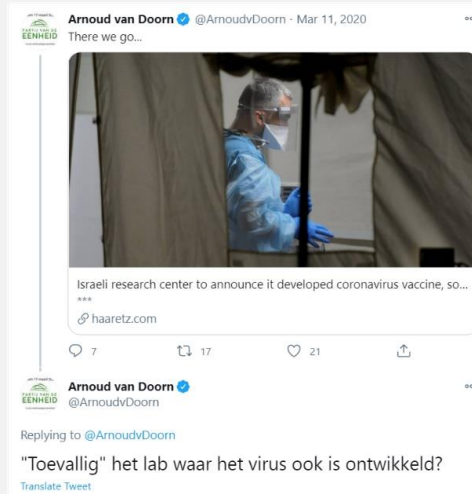 Arnoud van Doorn @ArnoudvDoorn · Mar 11, 2020
EENHEID
There we go...
Israeli research center to announce it developed coronavirus vaccine, so...
***
haaretz.com
7 17 21
Arnoud van Doorn
EENHEID
@ArnoudvDoorn
Replying to @ArnoudvDoorn
"Toevallig" het lab waar het virus ook is ontwikkeld?
Translate Tweet